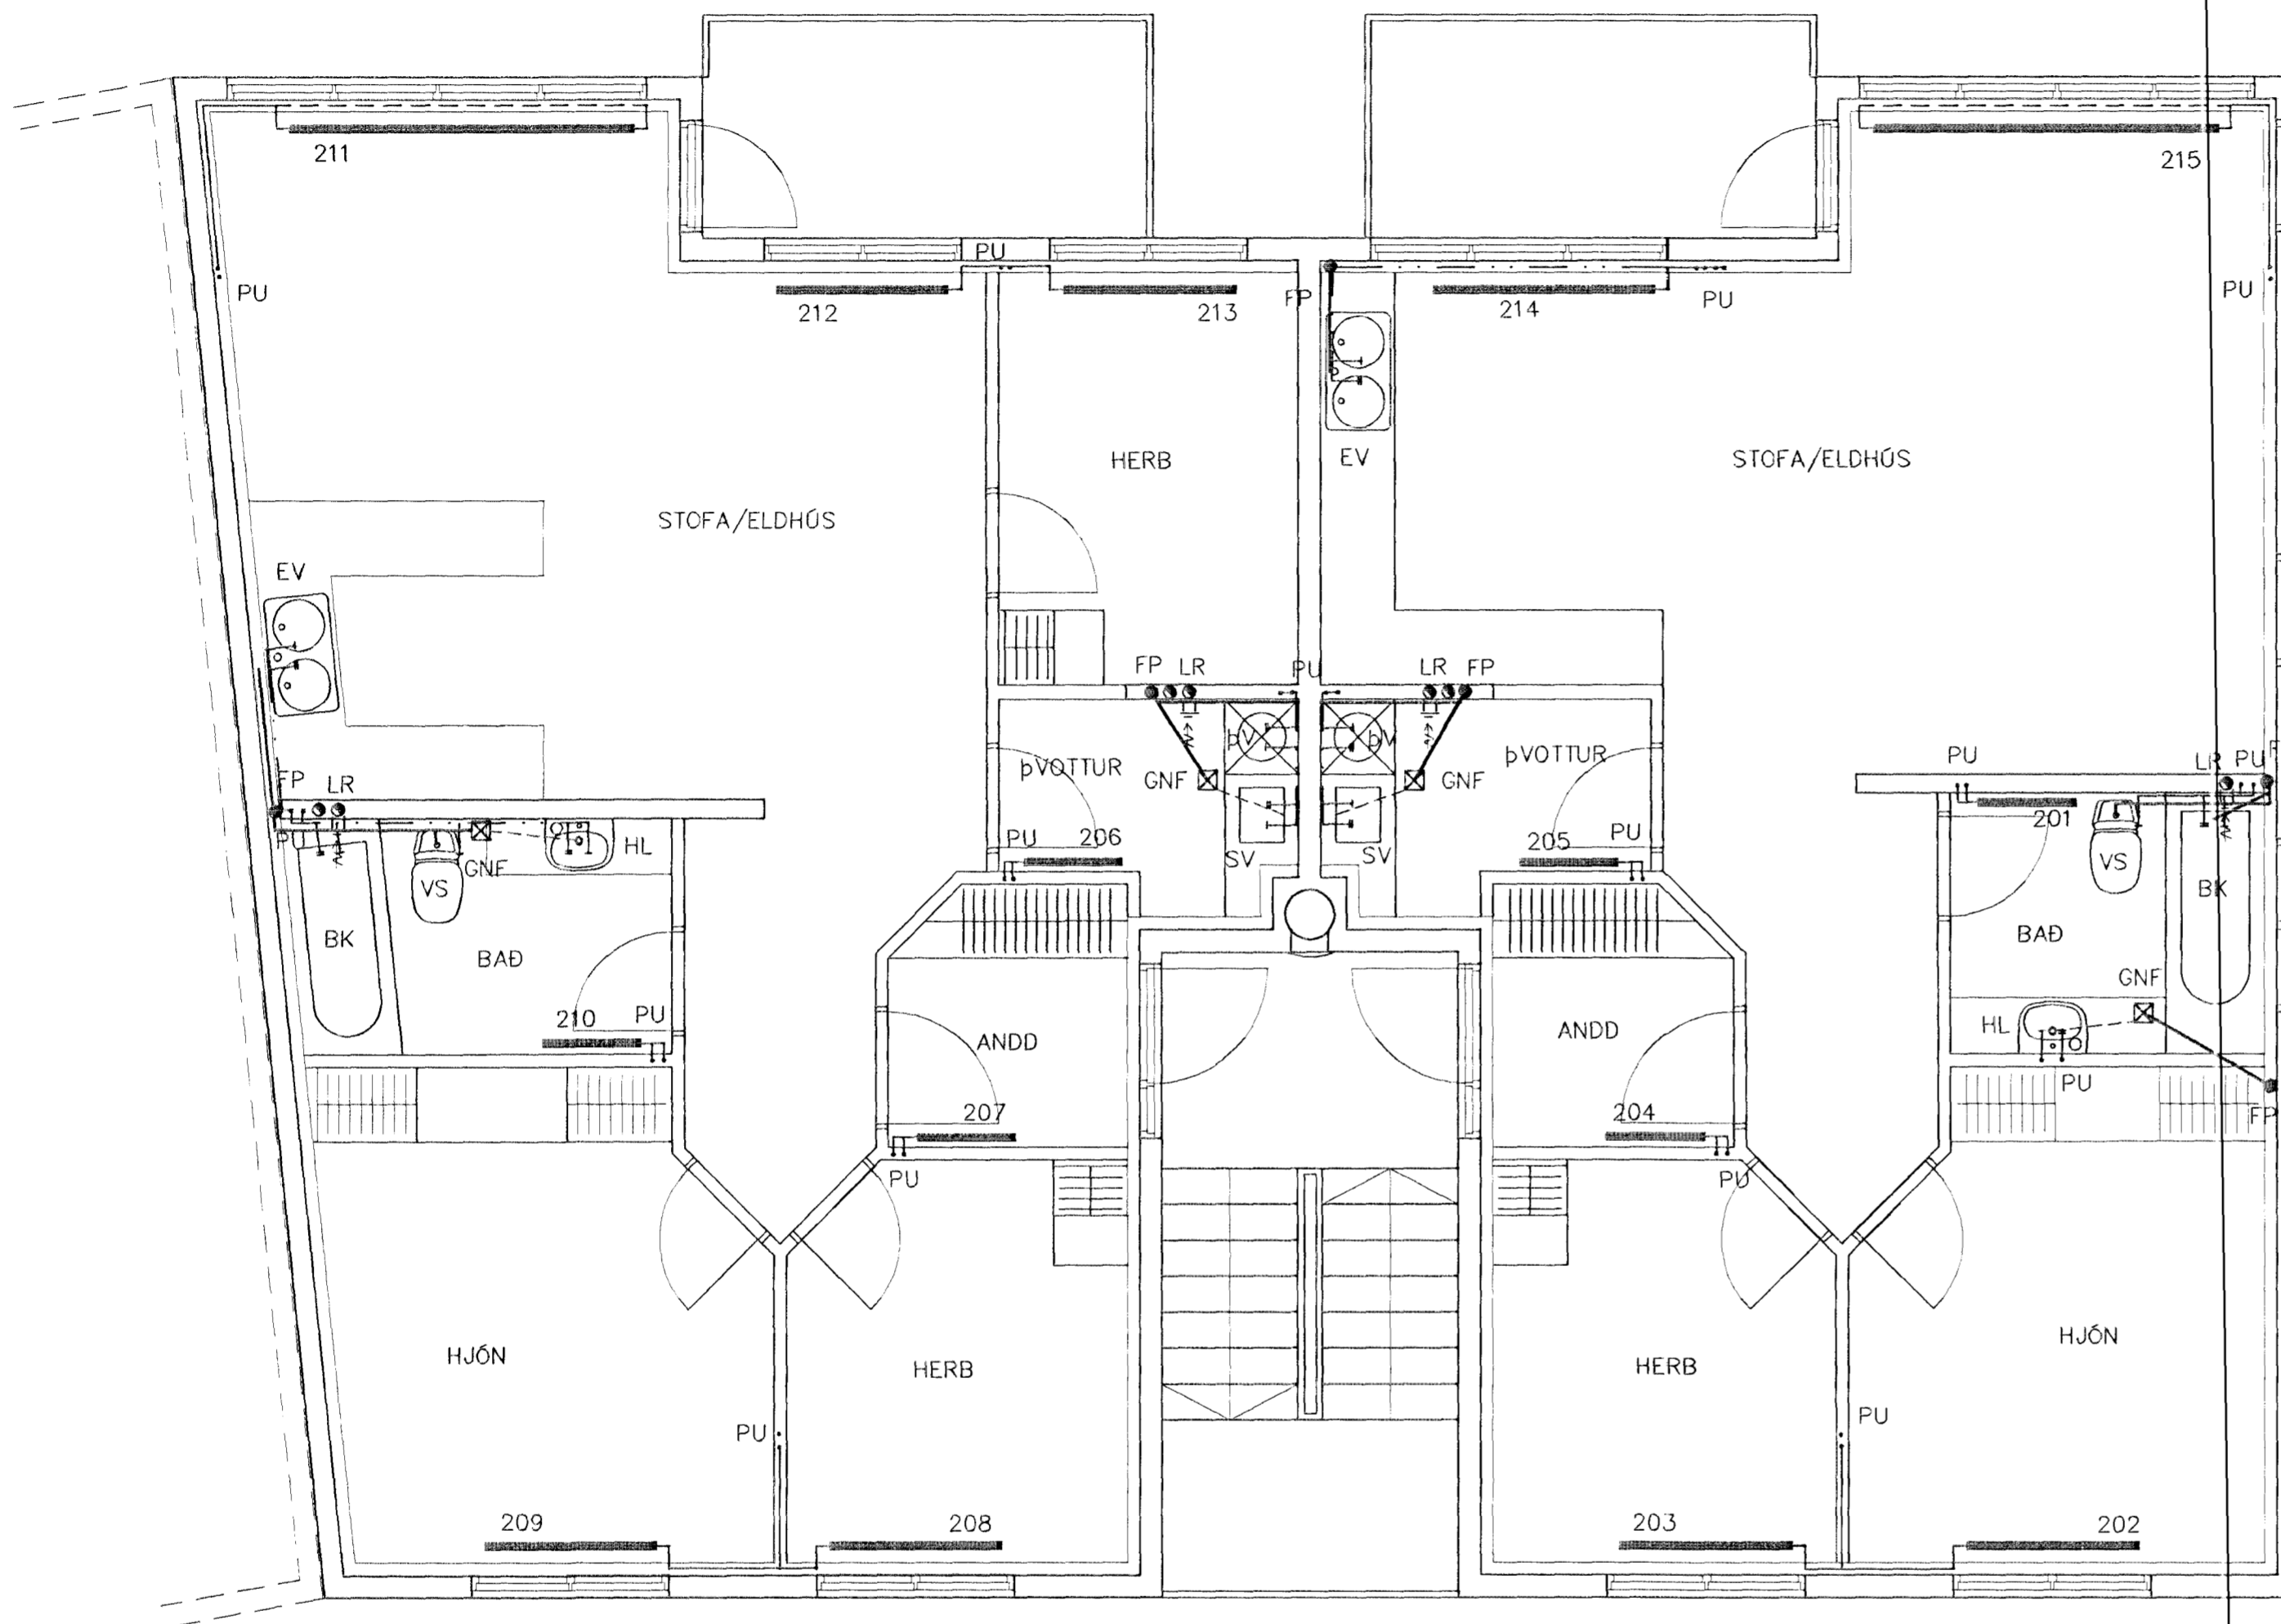 211
215
PU
PU
212
213
FP
214
PU
PU
HERB
EV
STOFA/ELDHÚS
STOFA/ELDHÚS
EV
FP LR
PU
LR FP
ÞV
ÞV
ÞVOTTUR
GNF
GNF
ÞVOTTUR
PU
LR PU
FP LR
PU
PU 206
205 PU
201
GNF
HL
VS
SV
SV
VS
BK
BK
BAÐ
BAÐ
GNF
210 PU
ANDD
ANDD
HL
PU
207
204
FP
PU
PU
HJÓN
HERB
HERB
HJÓN
PU
PU
209
208
203
202